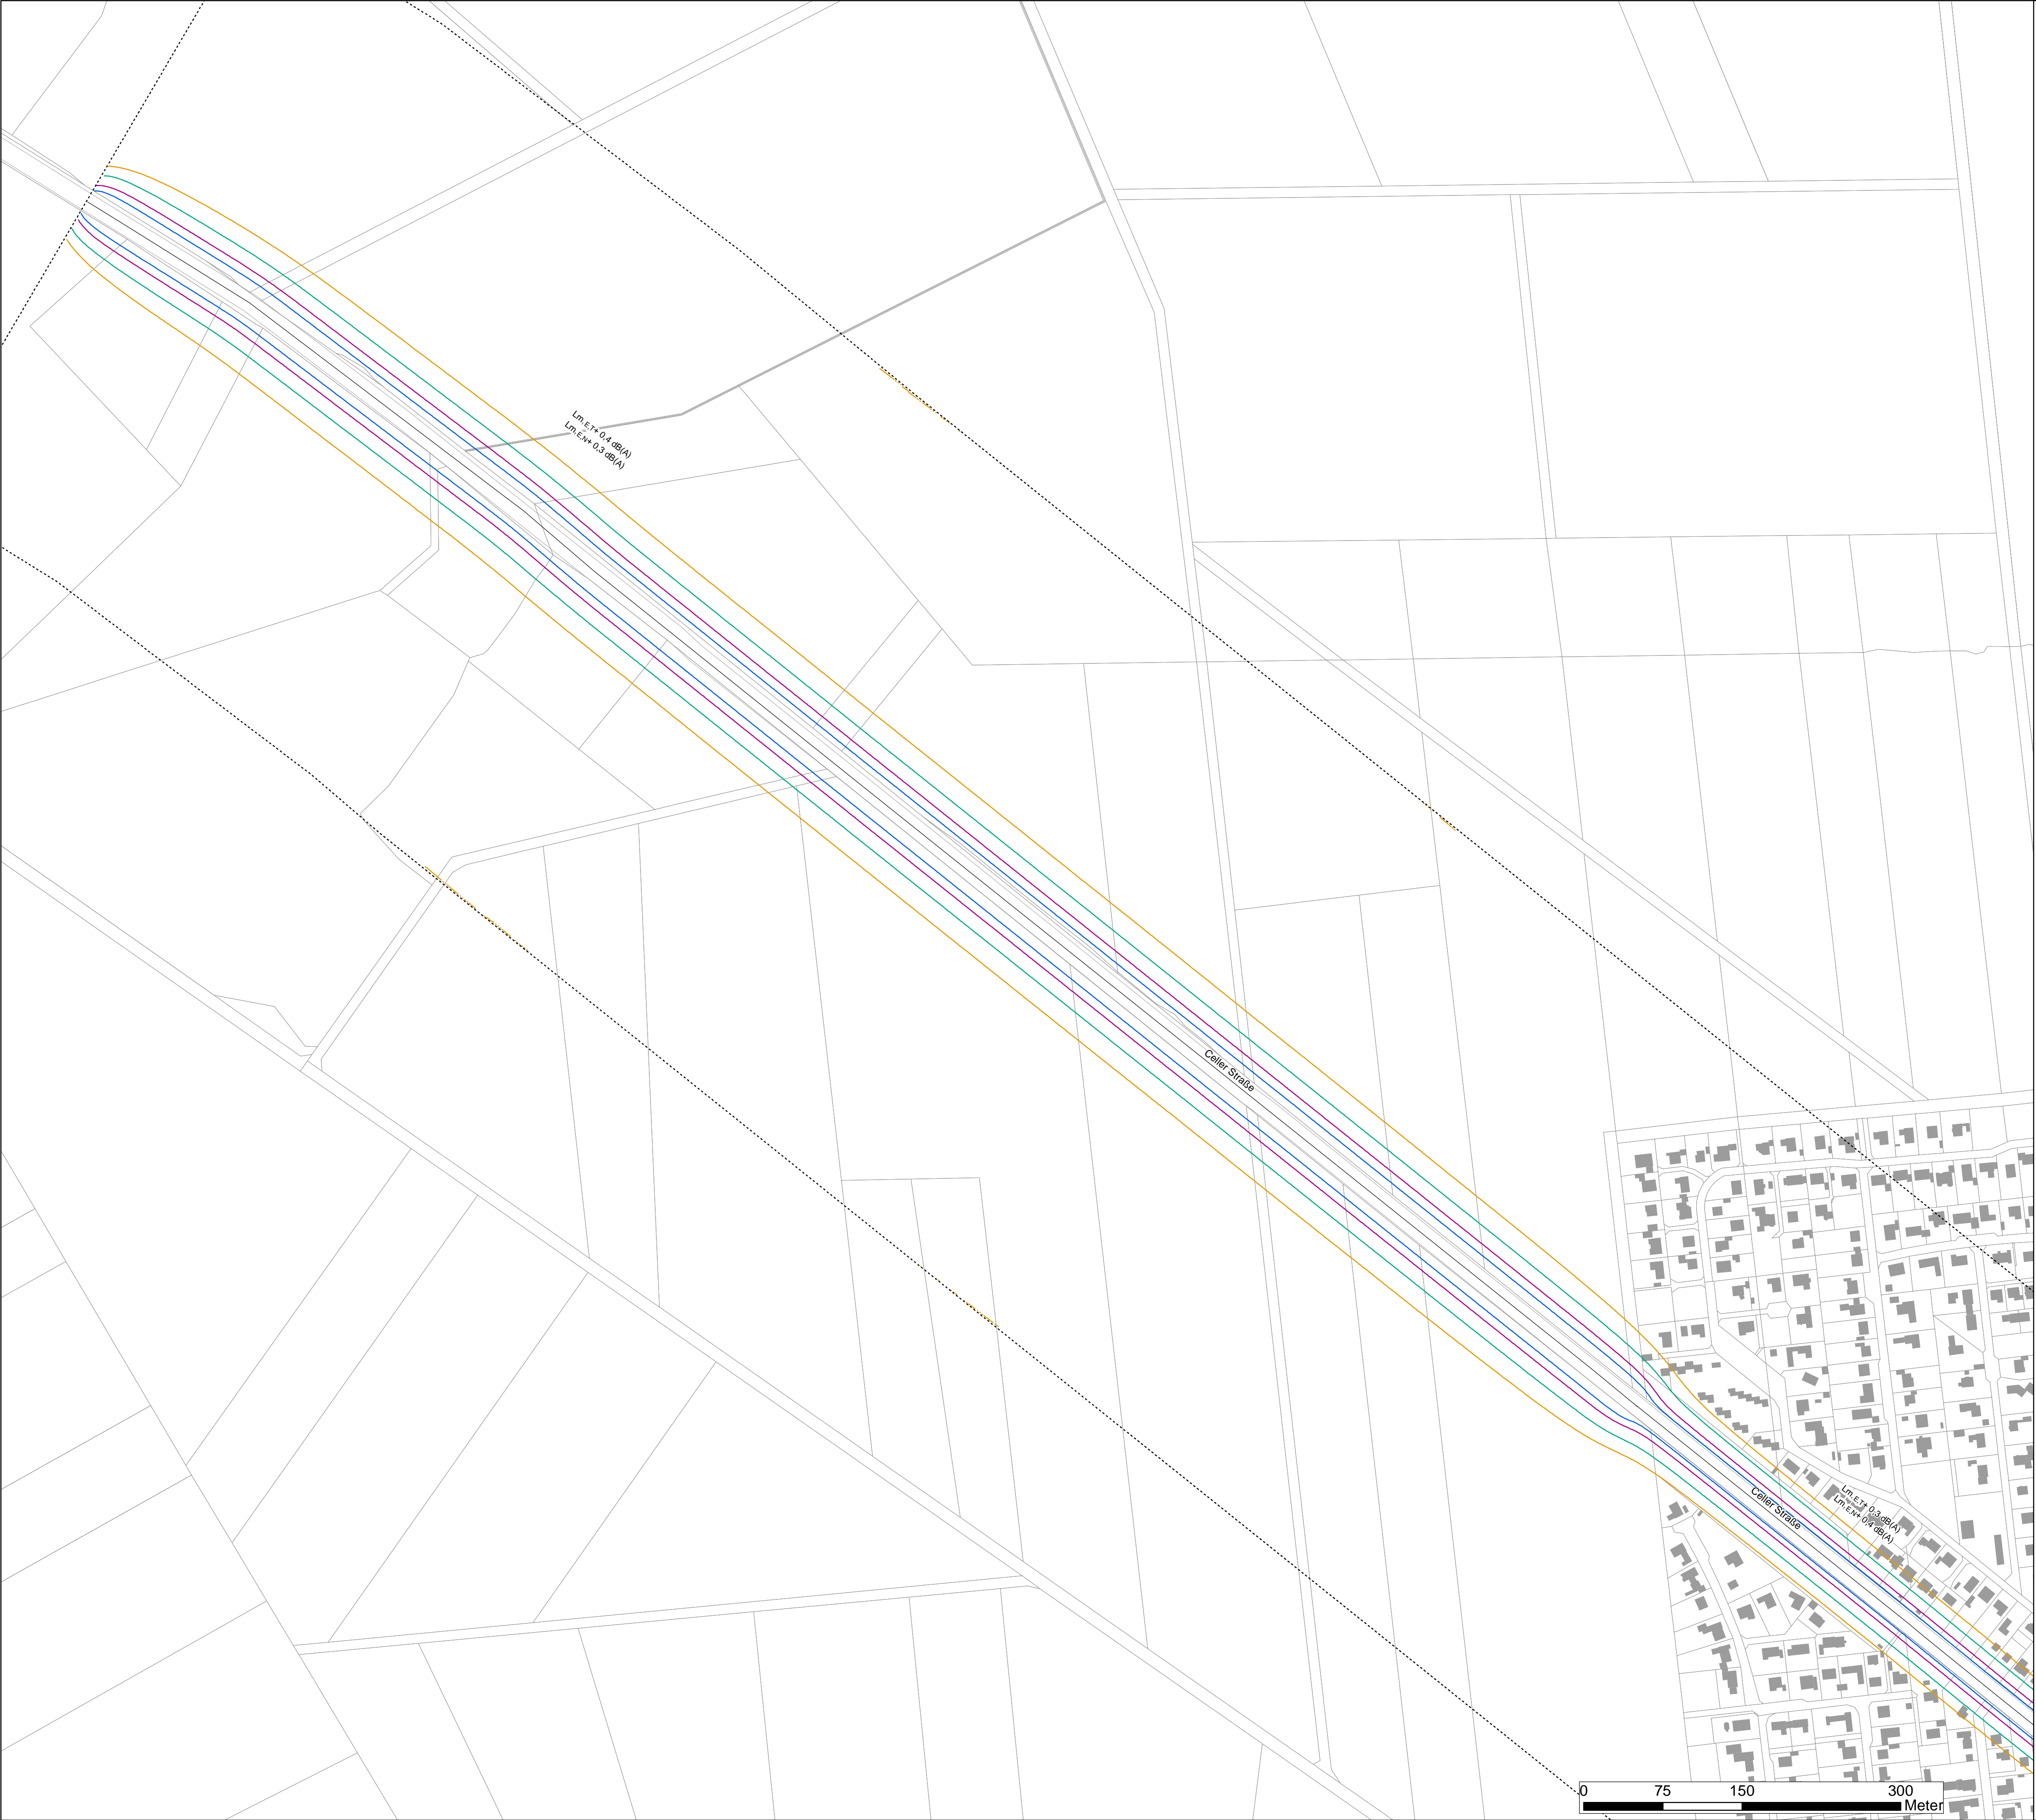 Lm,E,T+ 0,4 dB(A)
Lm,E,N+ 0,3 dB(A)
Celler Straße
Lm,E,T+ 0,3 dB(A)
Lm,E,N+ 0,4 dB(A)
Celler Straße
0 75 150 300
Meter